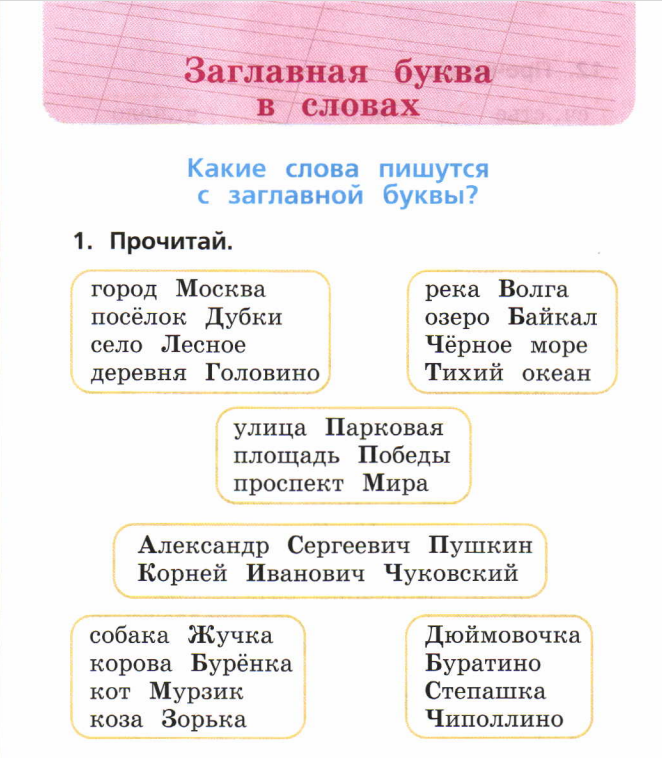 Заглавная буква
в словах
Какие слова пишутся
с заглавной буквы?
1. Прочитай.
город Москва
посёлок Дубки
село Лесное
деревня Головино
река Волга
озеро Байкал
Чёрное море
Тихий океан
улица Парковая
площадь Победы
проспект Мира
Александр Сергеевич Пушкин
Корней Иванович Чуковский
собака Жучка
корова Бурёнка
кот Мурзик
коза Зорька
Дюймовочка
Буратино
Степашка
Чиполлино